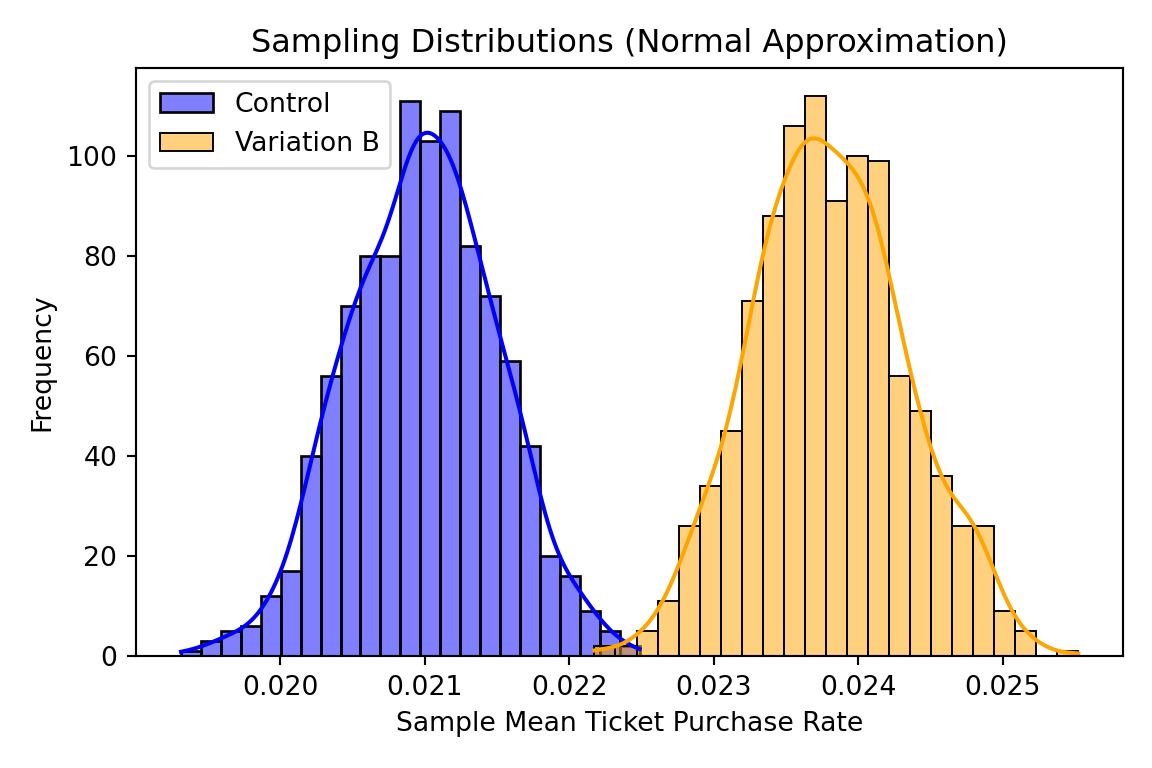 Sampling Distributions (Normal Approximation)
Control
Variation B
100
80
60
40
20
0
Frequency
0.020 0.021 0.022 0.023 0.024 0.025
Sample Mean Ticket Purchase Rate